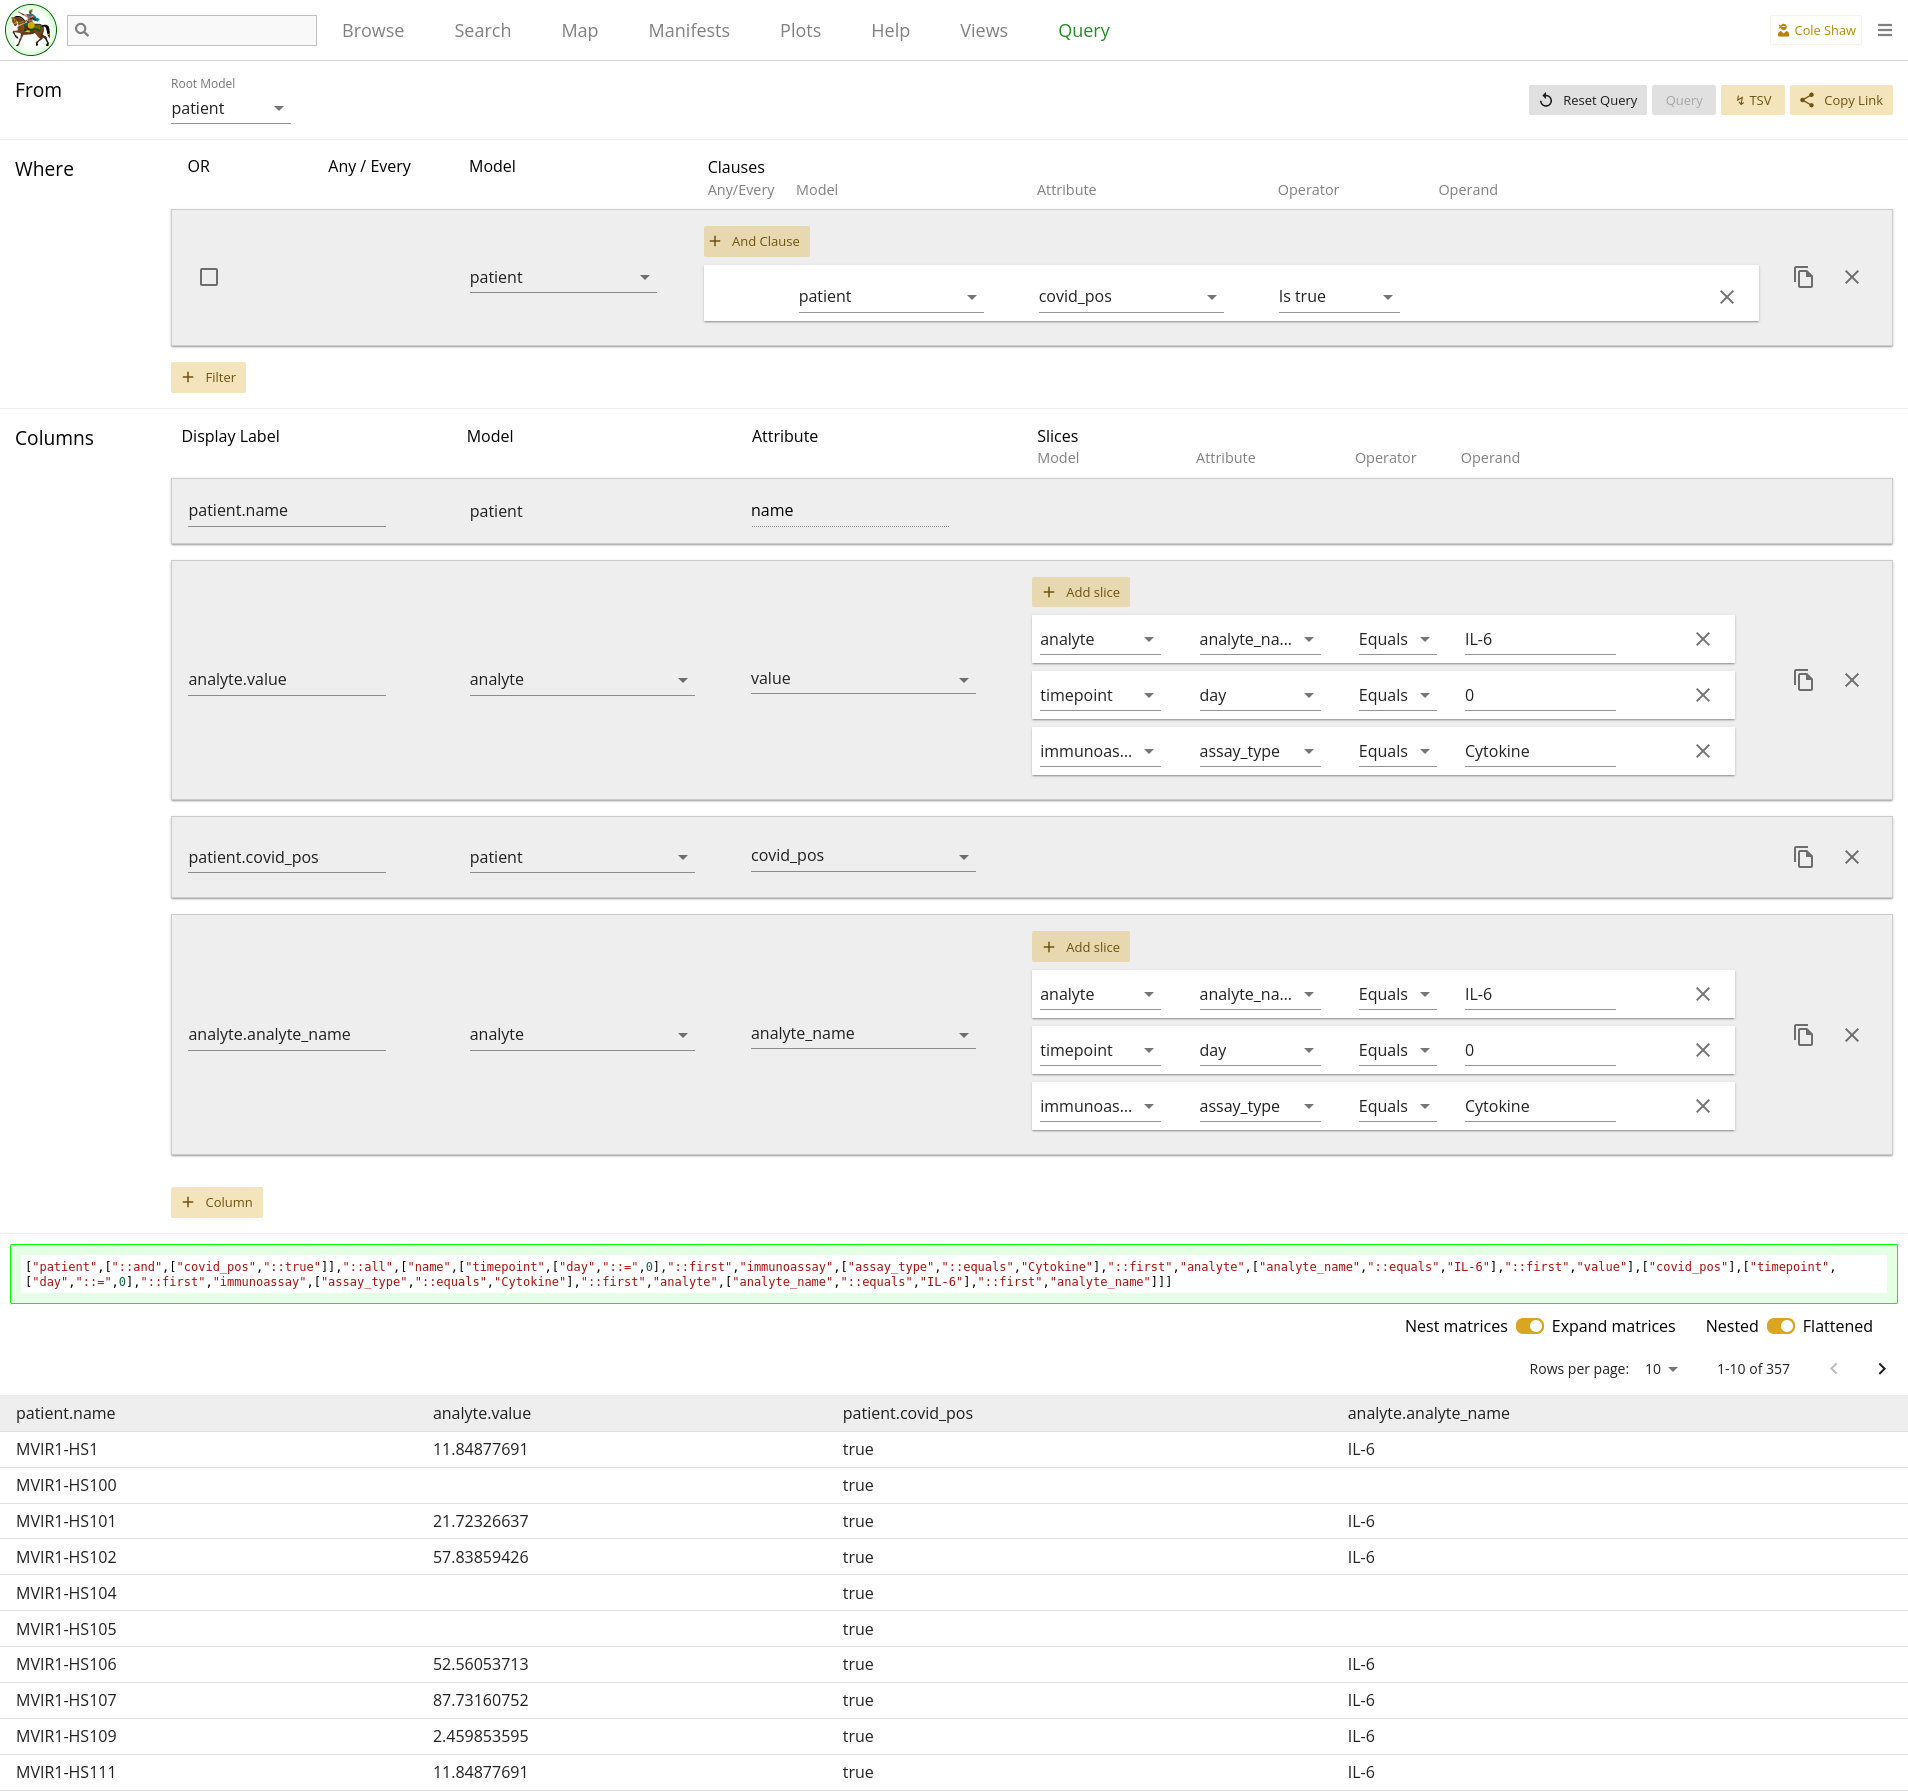 Browse Search Map Manifests Plots Help Views Query Cole Shaw
From Root Model
patient Reset Query Query ↯ TSV Copy Link
Where OR Any / Every Model Clauses
Any/Every Model Attribute Operator Operand
And Clause
patient patient covid_pos Is true
Filter
Columns Display Label Model Attribute Slices
Model Attribute Operator Operand
patient.name patient name
Add slice
analyte analyte_na... Equals IL-6
analyte.value analyte value timepoint day Equals 0
immunoas... assay_type Equals Cytokine
patient.covid_pos patient covid_pos
Add slice
analyte analyte_na... Equals IL-6
analyte.analyte_name analyte analyte_name timepoint day Equals 0
immunoas... assay_type Equals Cytokine
Column
["patient",["::and",["covid_pos","::true"]],"::all",["name",["timepoint",["day","::=",0],"::first","immunoassay",["assay_type","::equals","Cytokine"],"::first","analyte",["analyte_name","::equals","IL-6"],"::first","value"],["covid_pos"],["timepoint",
["day","::=",0],"::first","immunoassay",["assay_type","::equals","Cytokine"],"::first","analyte",["analyte_name","::equals","IL-6"],"::first","analyte_name"]]]
Nest matrices Expand matrices Nested Flattened
Rows per page: 10 1-10 of 357
patient.name analyte.value patient.covid_pos analyte.analyte_name
MVIR1-HS1 11.84877691 true IL-6
MVIR1-HS100 true
MVIR1-HS101 21.72326637 true IL-6
MVIR1-HS102 57.83859426 true IL-6
MVIR1-HS104 true
MVIR1-HS105 true
MVIR1-HS106 52.56053713 true IL-6
MVIR1-HS107 87.73160752 true IL-6
MVIR1-HS109 2.459853595 true IL-6
MVIR1-HS111 11.84877691 true IL-6